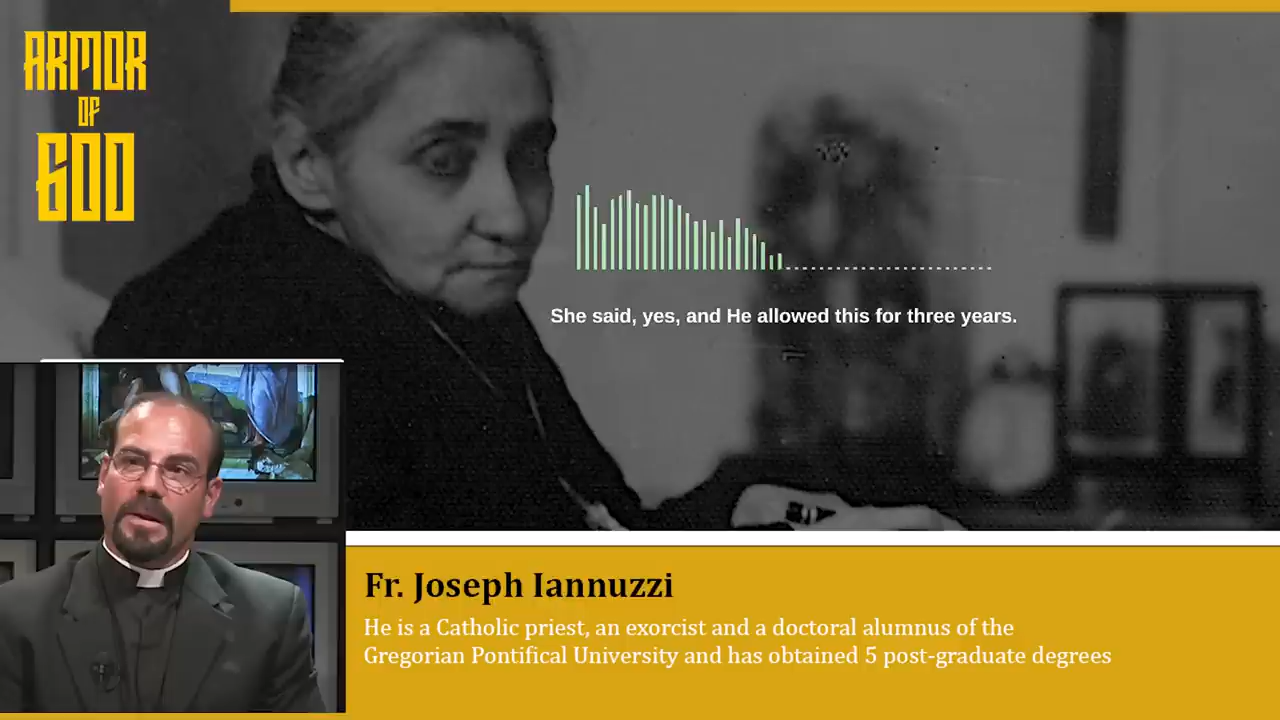 ARMOR
OF
GOD
She said, yes, and He allowed this for three years.
Fr. Joseph Iannuzzi
He is a Catholic priest, an exorcist and a doctoral alumnus of the
Gregorian Pontifical University and has obtained 5 post-graduate degrees